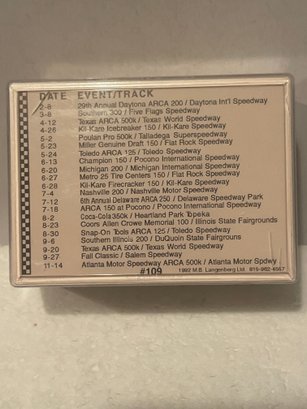 DATE EVENT/TRACK
2-8 29th Annual Daytona ARCA 200 / Daytona Int'l Speedway
3-8 Southern 300 / Five Flags Speedway
4-12 Texas ARCA 500k / Texas World Speedway
4-26 Kil-Kare Icebreaker 150 / Kil-Kare Speedway
5-2 Poulan Pro 500k / Talladega Superspeedway
5-23 Miller Genuine Draft 150 / Flat Rock Speedway
5-24 Toledo ARCA 125 / Toledo Speedway
6-13 Champion 150 / Pocono International Speedway
6-20 Michigan 200 / Michigan International Speedway
6-27 Metro 25 Tire Centers 150 / Flat Rock Speedway
6-28 Kil-Kare Firecracker 150 / Kil-Kare Speedway
7-4 Nashville 200 / Nashville Motor Speedway
7-12 6th Annual Delaware ARCA 250 / Delaware Speedway Park
7-18 ARCA 150 at Pocono / Pocono International Speedway
8-2 Coca-Cola 350k / Heartland Park Topeka
8-23 Coors Allen Crowe Memorial 100 / Illinois State Fairgrounds
8-30 Snap-On Tools ARCA 125 / Toledo Speedway
9-6 Southern Illinois 200 / DuQuoin State Fairgrouns
9-20 Texas ARCA 500k / Texas World Speedway
9-27 Fall Classic / Salem Speedway
11-14 Atlanta Motor Speedway ARCA 500k / Atlanta Motor Spdwy
#109 1992 M.B. Langenberg Ltd. 815-962-4567